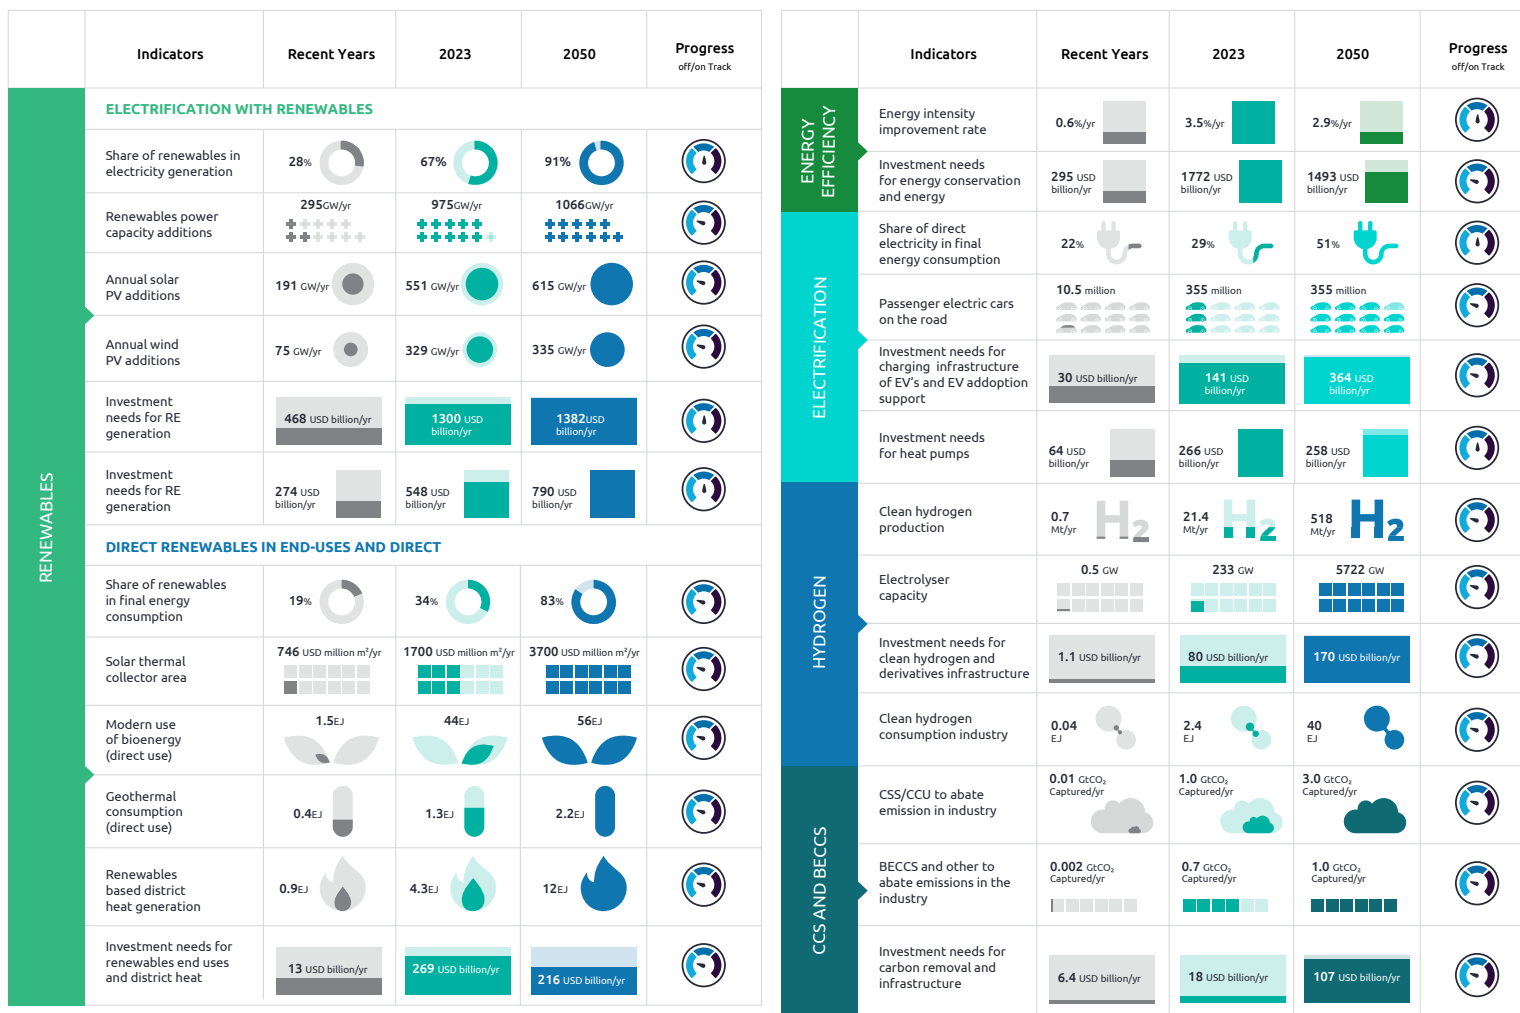 Indicators
Recent Years
2023
2050
Progress
off/on Track
RENEWABLES
ELECTRIFICATION WITH RENEWABLES
Share of renewables in
electricity generation
28%
67%
91%
Renewables power
capacity additions
295GW/yr
975GW/yr
1066GW/yr
Annual solar
PV additions
191 GW/yr
551 GW/yr
615 GW/yr
Annual wind
PV additions
75 GW/yr
329 GW/yr
335 GW/yr
Investment
needs for RE
generation
468 USD billion/yr
1300 USD
billion/yr
1382USD
billion/yr
Investment
needs for RE
generation
274 USD
billion/yr
548 USD
billion/yr
790 USD
billion/yr
DIRECT RENEWABLES IN END-USES AND DIRECT
Share of renewables
in final energy
consumption
19%
34%
83%
Solar thermal
collector area
746 USD million m²/yr
1700 USD million m²/yr
3700 USD million m²/yr
Modern use
of bioenergy
(direct use)
1.5EJ
44EJ
56EJ
Geothermal
consumption
(direct use)
0.4EJ
1.3EJ
2.2EJ
Renewables
based district
heat generation
0.9EJ
4.3EJ
12EJ
Investment needs for
renewables end uses
and district heat
13 USD billion/yr
269 USD billion/yr
216 USD billion/yr
Indicators
Recent Years
2023
2050
Progress
off/on Track
ENERGY
EFFICIENCY
Energy intensity
improvement rate
0.6%/yr
3.5%/yr
2.9%/yr
Investment needs
for energy conservation
and energy
295 USD
billion/yr
1772 USD
billion/yr
1493 USD
billion/yr
ELECTRIFICATION
Share of direct
electricity in final
energy consumption
22%
29%
51%
Passenger electric cars
on the road
10.5 million
355 million
355 million
Investment needs for
charging infrastructure
of EV's and EV addoption
support
30 USD billion/yr
141 USD
billion/yr
364 USD
billion/yr
Investment needs
for heat pumps
64 USD
billion/yr
266 USD
billion/yr
258 USD
billion/yr
HYDROGEN
Clean hydrogen
production
0.7
Mt/yr
H2
21.4
Mt/yr
H2
518
Mt/yr
H2
Electrolyser
capacity
0.5 GW
233 GW
5722 GW
Investment needs for
clean hydrogen and
derivatives infrastructure
1.1 USD billion/yr
80 USD billion/yr
170 USD billion/yr
Clean hydrogen
consumption industry
0.04
EJ
2.4
EJ
40
EJ
CCS AND BECCS
CSS/CCU to abate
emission in industry
0.01 GtCO₂
Captured/yr
1.0 GtCO₂
Captured/yr
3.0 GtCO₂
Captured/yr
BECCS and other to
abate emissions in the
industry
0.002 GtCO₂
Captured/yr
0.7 GtCO₂
Captured/yr
1.0 GtCO₂
Captured/yr
Investment needs for
carbon removal and
infrastructure
6.4 USD billion/yr
18 USD billion/yr
107 USD billion/yr